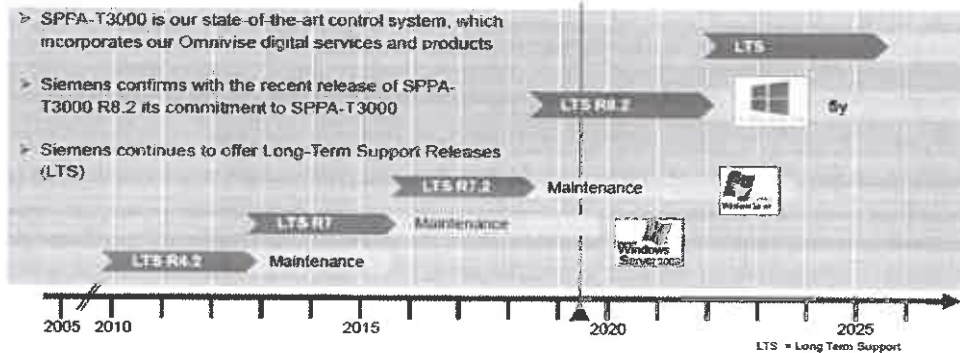 ➢ SPPA-T3000 is our state-of-the-art control system, which
incorporates our Omnivise digital services and products
LTS
➢ Siemens confirms with the recent release of SPPA-
T3000 R8.2 its commitment to SPPA-T3000
LTS R8.2
6y
➢ Siemens continues to offer Long-Term Support Releases
(LTS)
LTS R7.2 Maintenance
LTS R7 Maintenance
Windows
LTS R4.2 Maintenance
2005 2010 2015 2020 2025
LTS = Long Term Support